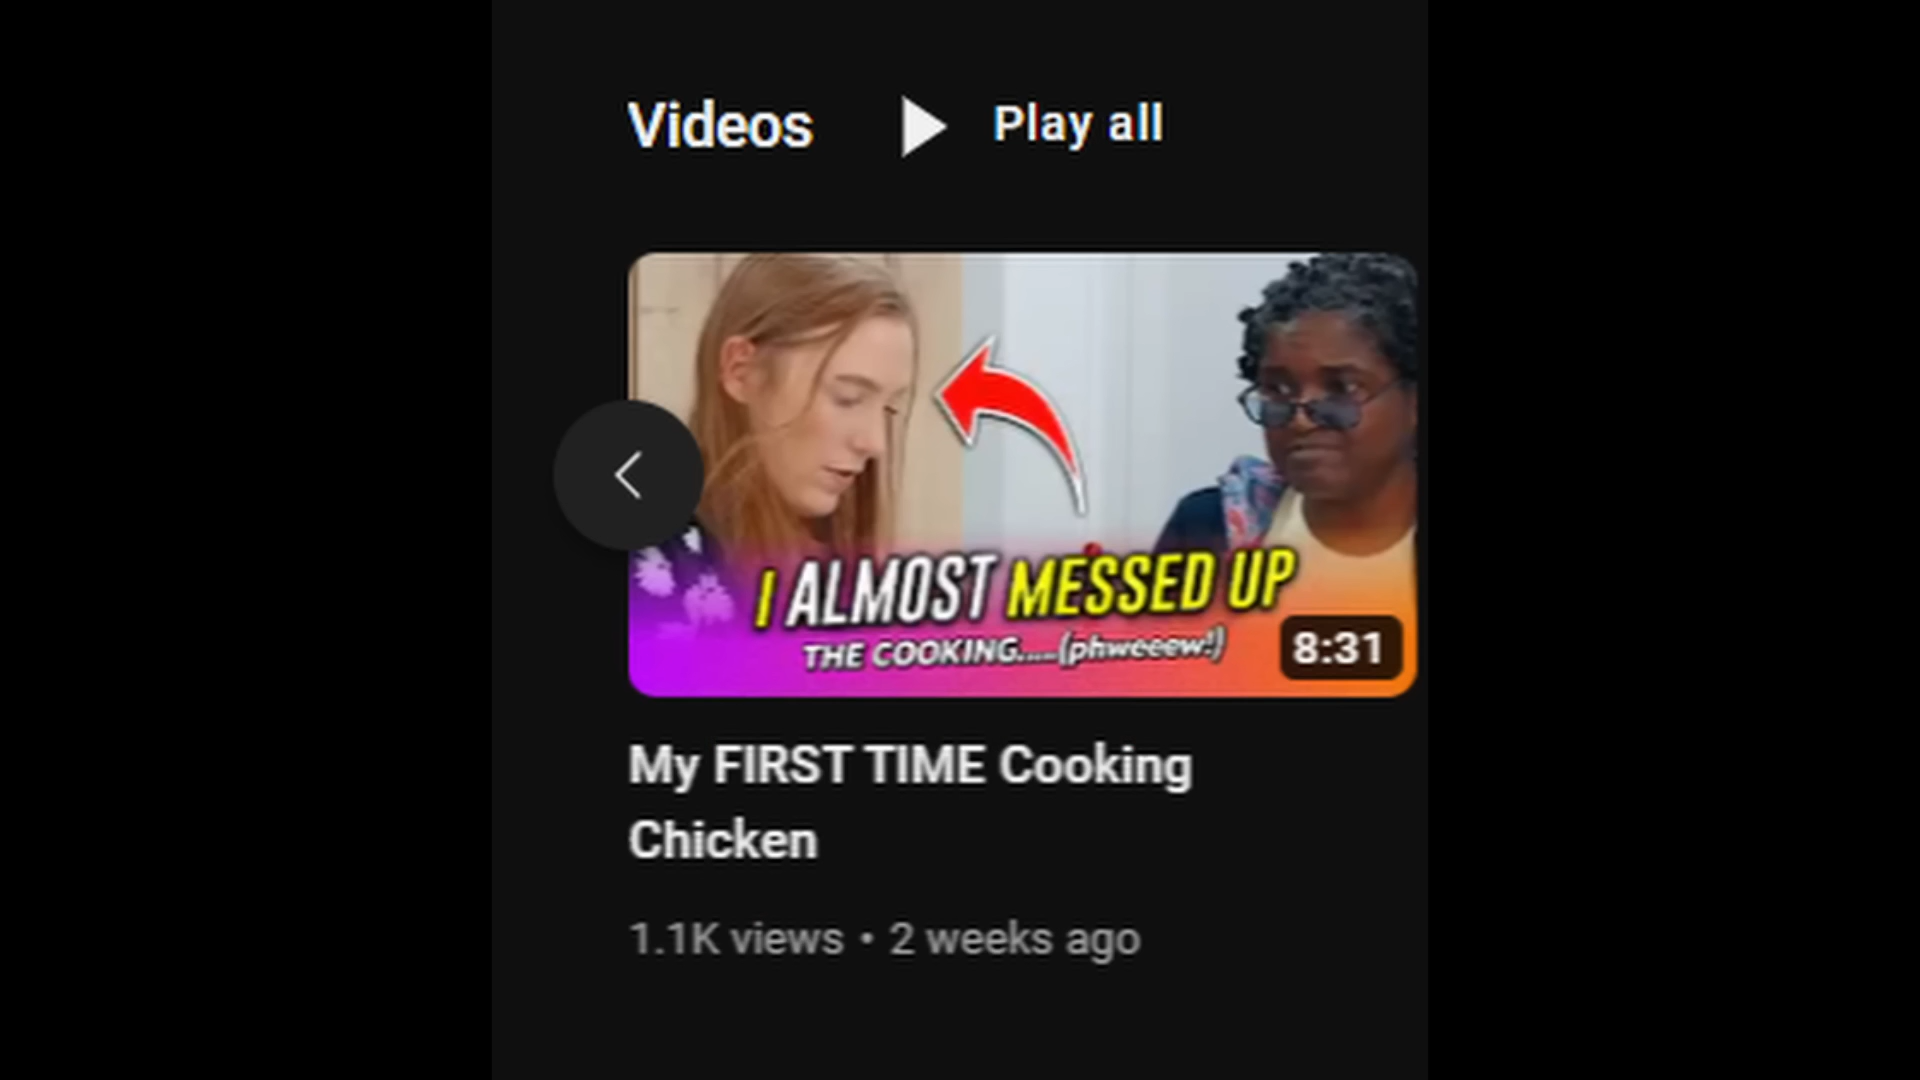 Videos
Play all
I ALMOST MESSED UP
THE COOKING....(phweeew!)
8:31
My FIRST TIME Cooking
Chicken
1.1K views • 2 weeks ago